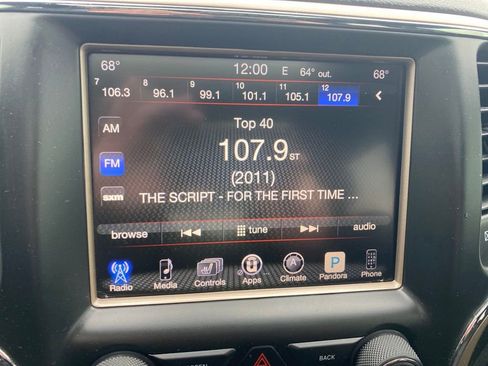 68° 12:00 E 64° out. 68°
7 8 9 10 11 12
106.3 96.1 99.1 101.1 105.1 107.9
AM
Top 40
FM
107.9 ST
(2011)
sxm
THE SCRIPT - FOR THE FIRST TIME ...
browse tune audio
A P
Radio Media Controls Apps Climate Pandora Phone
BACK